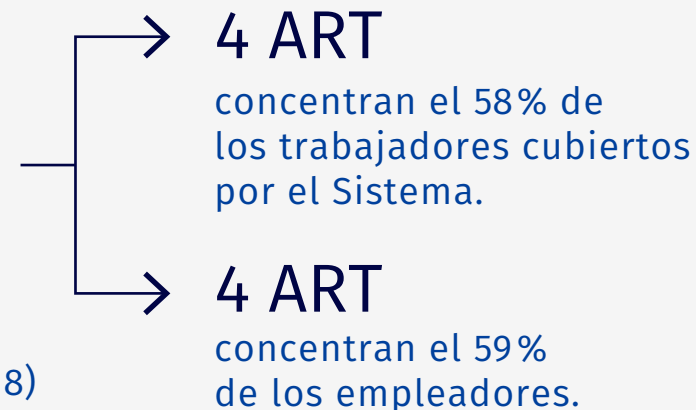 4 ART
concentran el 58% de
los trabajadores cubiertos
por el Sistema.
4 ART
concentran el 59%
8)
de los empleadores.